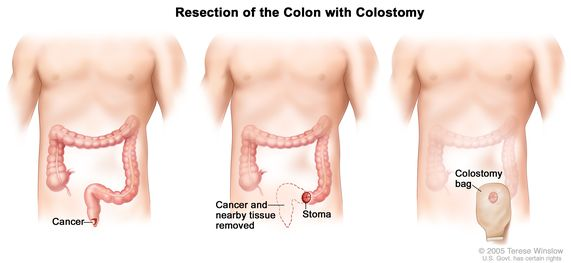 Resection of the Colon with Colostomy
Cancer
Cancer and
nearby tissue
removed
Stoma
Colostomy
bag
© 2005 Terese Winslow
U.S. Govt. has certain rights